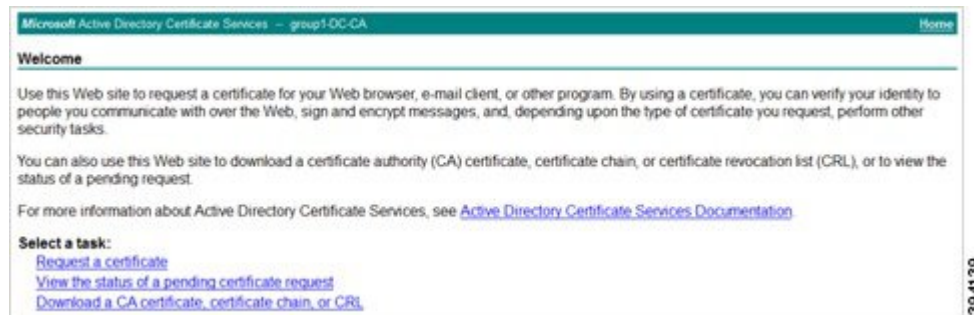 Microsoft Active Directory Certificate Services -- group1-DC-CA Home
Welcome
Use this Web site to request a certificate for your Web browser, e-mail client, or other program. By using a certificate, you can verify your identity to
people you communicate with over the Web, sign and encrypt messages, and, depending upon the type of certificate you request, perform other
security tasks.
You can also use this Web site to download a certificate authority (CA) certificate, certificate chain, or certificate revocation list (CRL), or to view the
status of a pending request.
For more information about Active Directory Certificate Services, see Active Directory Certificate Services Documentation.
Select a task:
Request a certificate
View the status of a pending certificate request
Download a CA certificate, certificate chain, or CRL